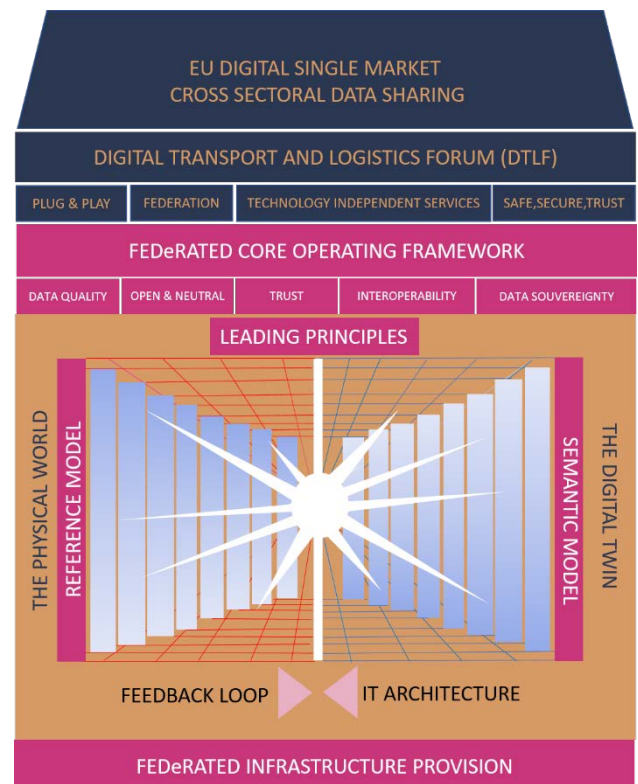 EU DIGITAL SINGLE MARKET
CROSS SECTORAL DATA SHARING
DIGITAL TRANSPORT AND LOGISTICS FORUM (DTLF)
PLUG & PLAY
FEDERATION
TECHNOLOGY INDEPENDENT SERVICES
SAFE,SECURE,TRUST
FEDeRATED CORE OPERATING FRAMEWORK
DATA QUALITY
OPEN & NEUTRAL
TRUST
INTEROPERABILITY
DATA SOUVEREIGNTY
LEADING PRINCIPLES
THE PHYSICAL WORLD
REFERENCE MODEL
SEMANTIC MODEL
THE DIGITAL TWIN
FEEDBACK LOOP
IT ARCHITECTURE
FEDeRATED INFRASTRUCTURE PROVISION